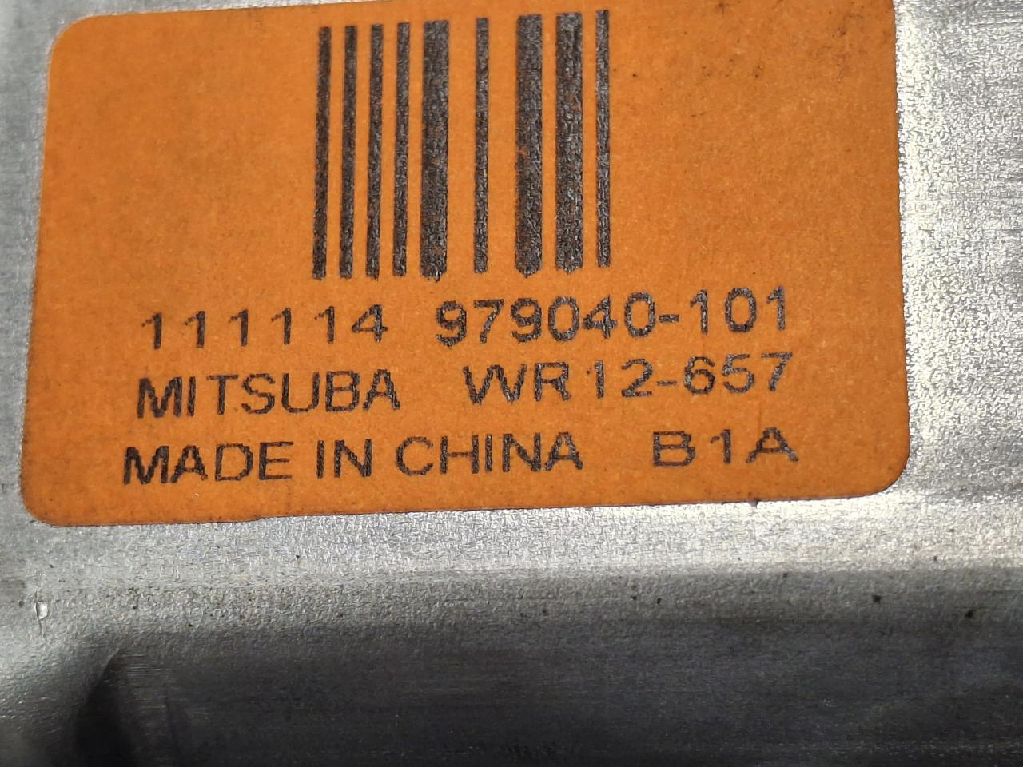 111114 979040-101
MITSUBA WR12-657
MADE IN CHINA B1A